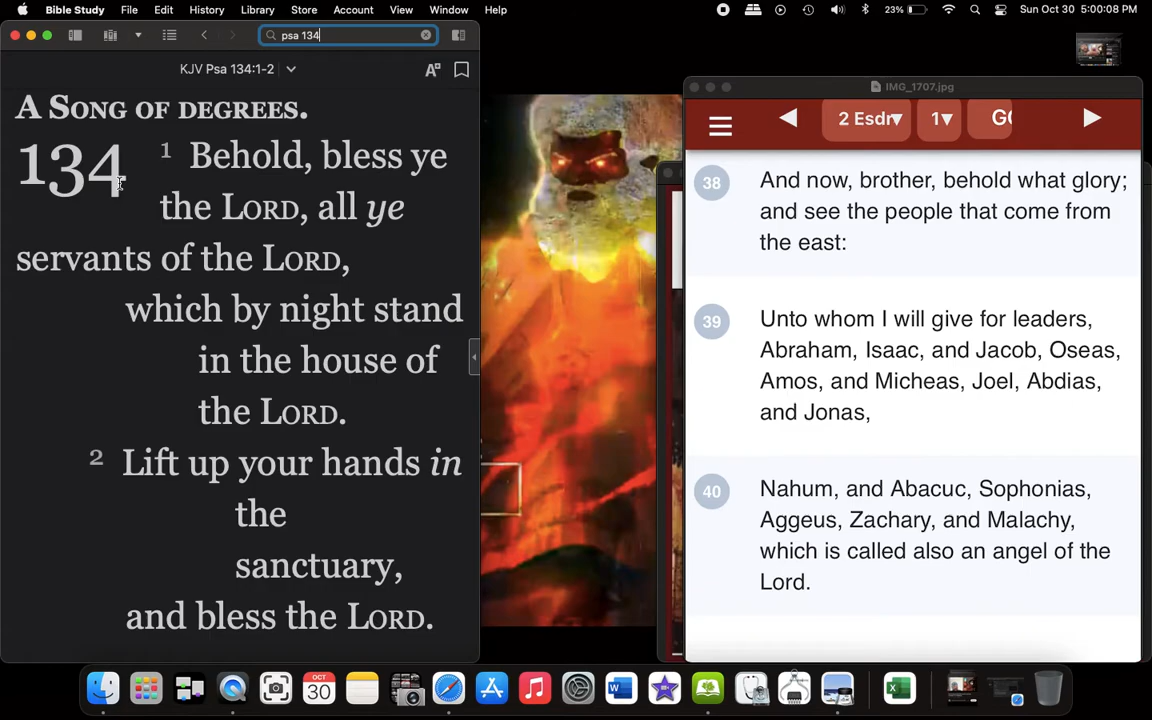 Bible Study File Edit History Library Store Account View Window Help
23% Sun Oct 30 5:00:08 PM
psa 134
KJV Psa 134:1-2
A Song of degrees.
134 1 Behold, bless ye
the Lord, all ye
servants of the Lord,
which by night stand
in the house of
the Lord.
2 Lift up your hands in
the
sanctuary,
and bless the Lord.
IMG_1707.jpg
2 Esdr▾ 1▾
38 And now, brother, behold what glory;
and see the people that come from
the east:
39 Unto whom I will give for leaders,
Abraham, Isaac, and Jacob, Oseas,
Amos, and Micheas, Joel, Abdias,
and Jonas,
40 Nahum, and Abacuc, Sophonias,
Aggeus, Zachary, and Malachy,
which is called also an angel of the
Lord.
OCT
30